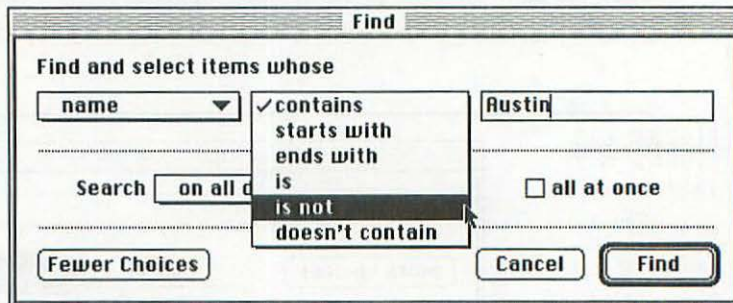 Find
Find and select items whose
name ✓contains Austin
starts with
ends with
is
Search on all d all at once
is not
doesn't contain
Fewer Choices Cancel Find